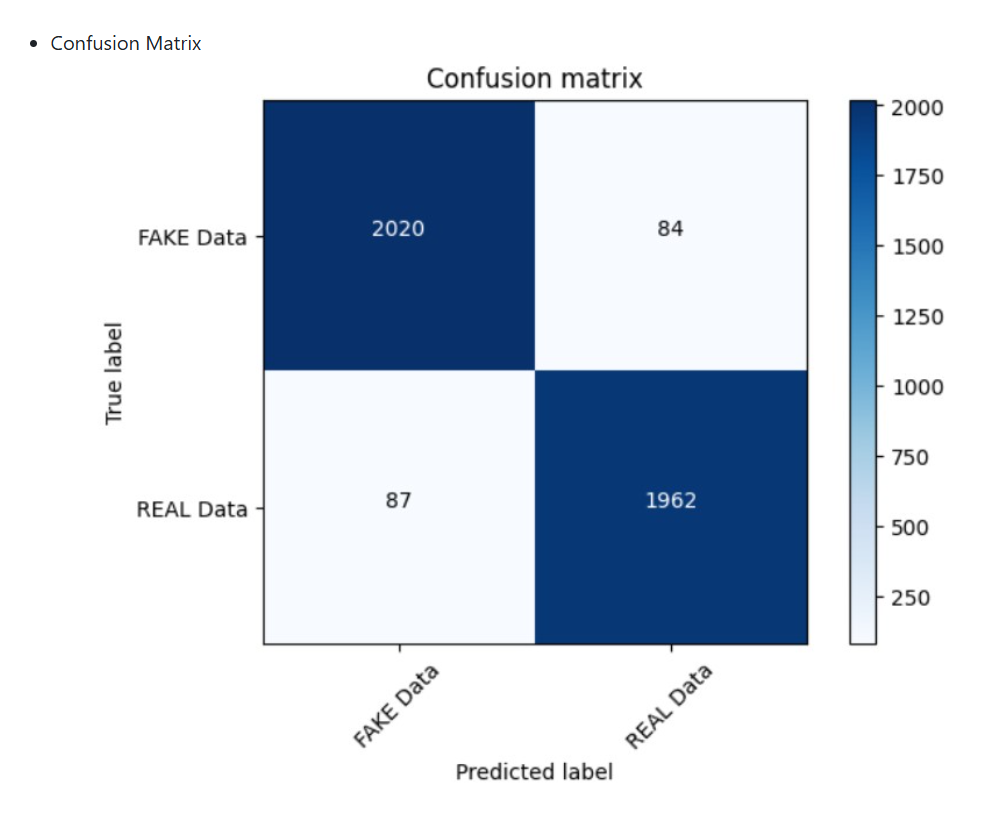 Confusion Matrix
Confusion matrix
2000
1750
1500
1250
1000
750
500
250
True label
FAKE Data
2020 84
REAL Data
87 1962
FAKE Data REAL Data
Predicted label